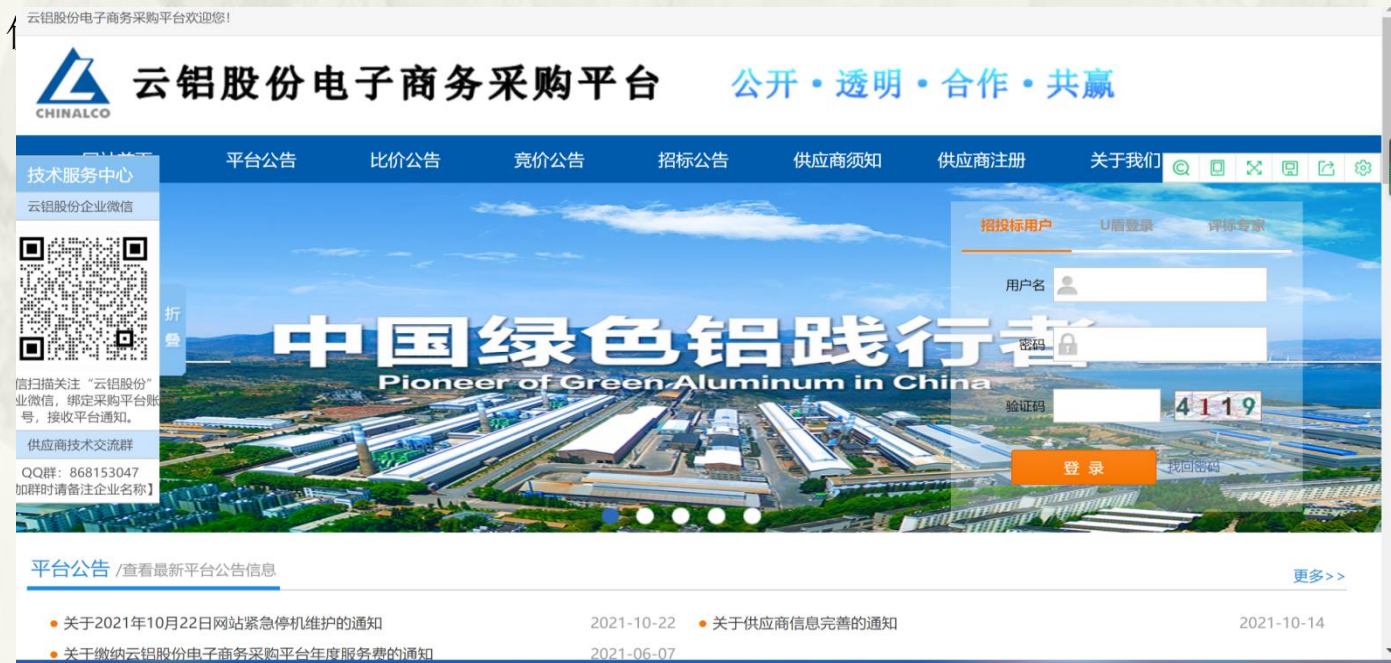 云铝股份电子商务采购平台欢迎您!
CHINALCO
云铝股份电子商务采购平台
公开·透明·合作·共赢
平台公告 比价公告 竞价公告 招标公告 供应商须知 供应商注册 关于我们
技术服务中心
云铝股份企业微信
折叠
信扫描关注“云铝股份”
业微信，绑定采购平台账
号，接收平台通知。
供应商技术交流群
QQ群：868153047
加群时请备注企业名称】
中国绿色铝践行者
Pioneer of Green Aluminum in China
招投标用户 U盾登录 评标专家
用户名
密码
验证码 4119
登录 找回密码
平台公告 /查看最新平台公告信息
更多>>
关于2021年10月22日网站紧急停机维护的通知 2021-10-22
关于供应商信息完善的通知 2021-10-14
关于缴纳云铝股份电子商务采购平台年度服务费的通知 2021-06-07